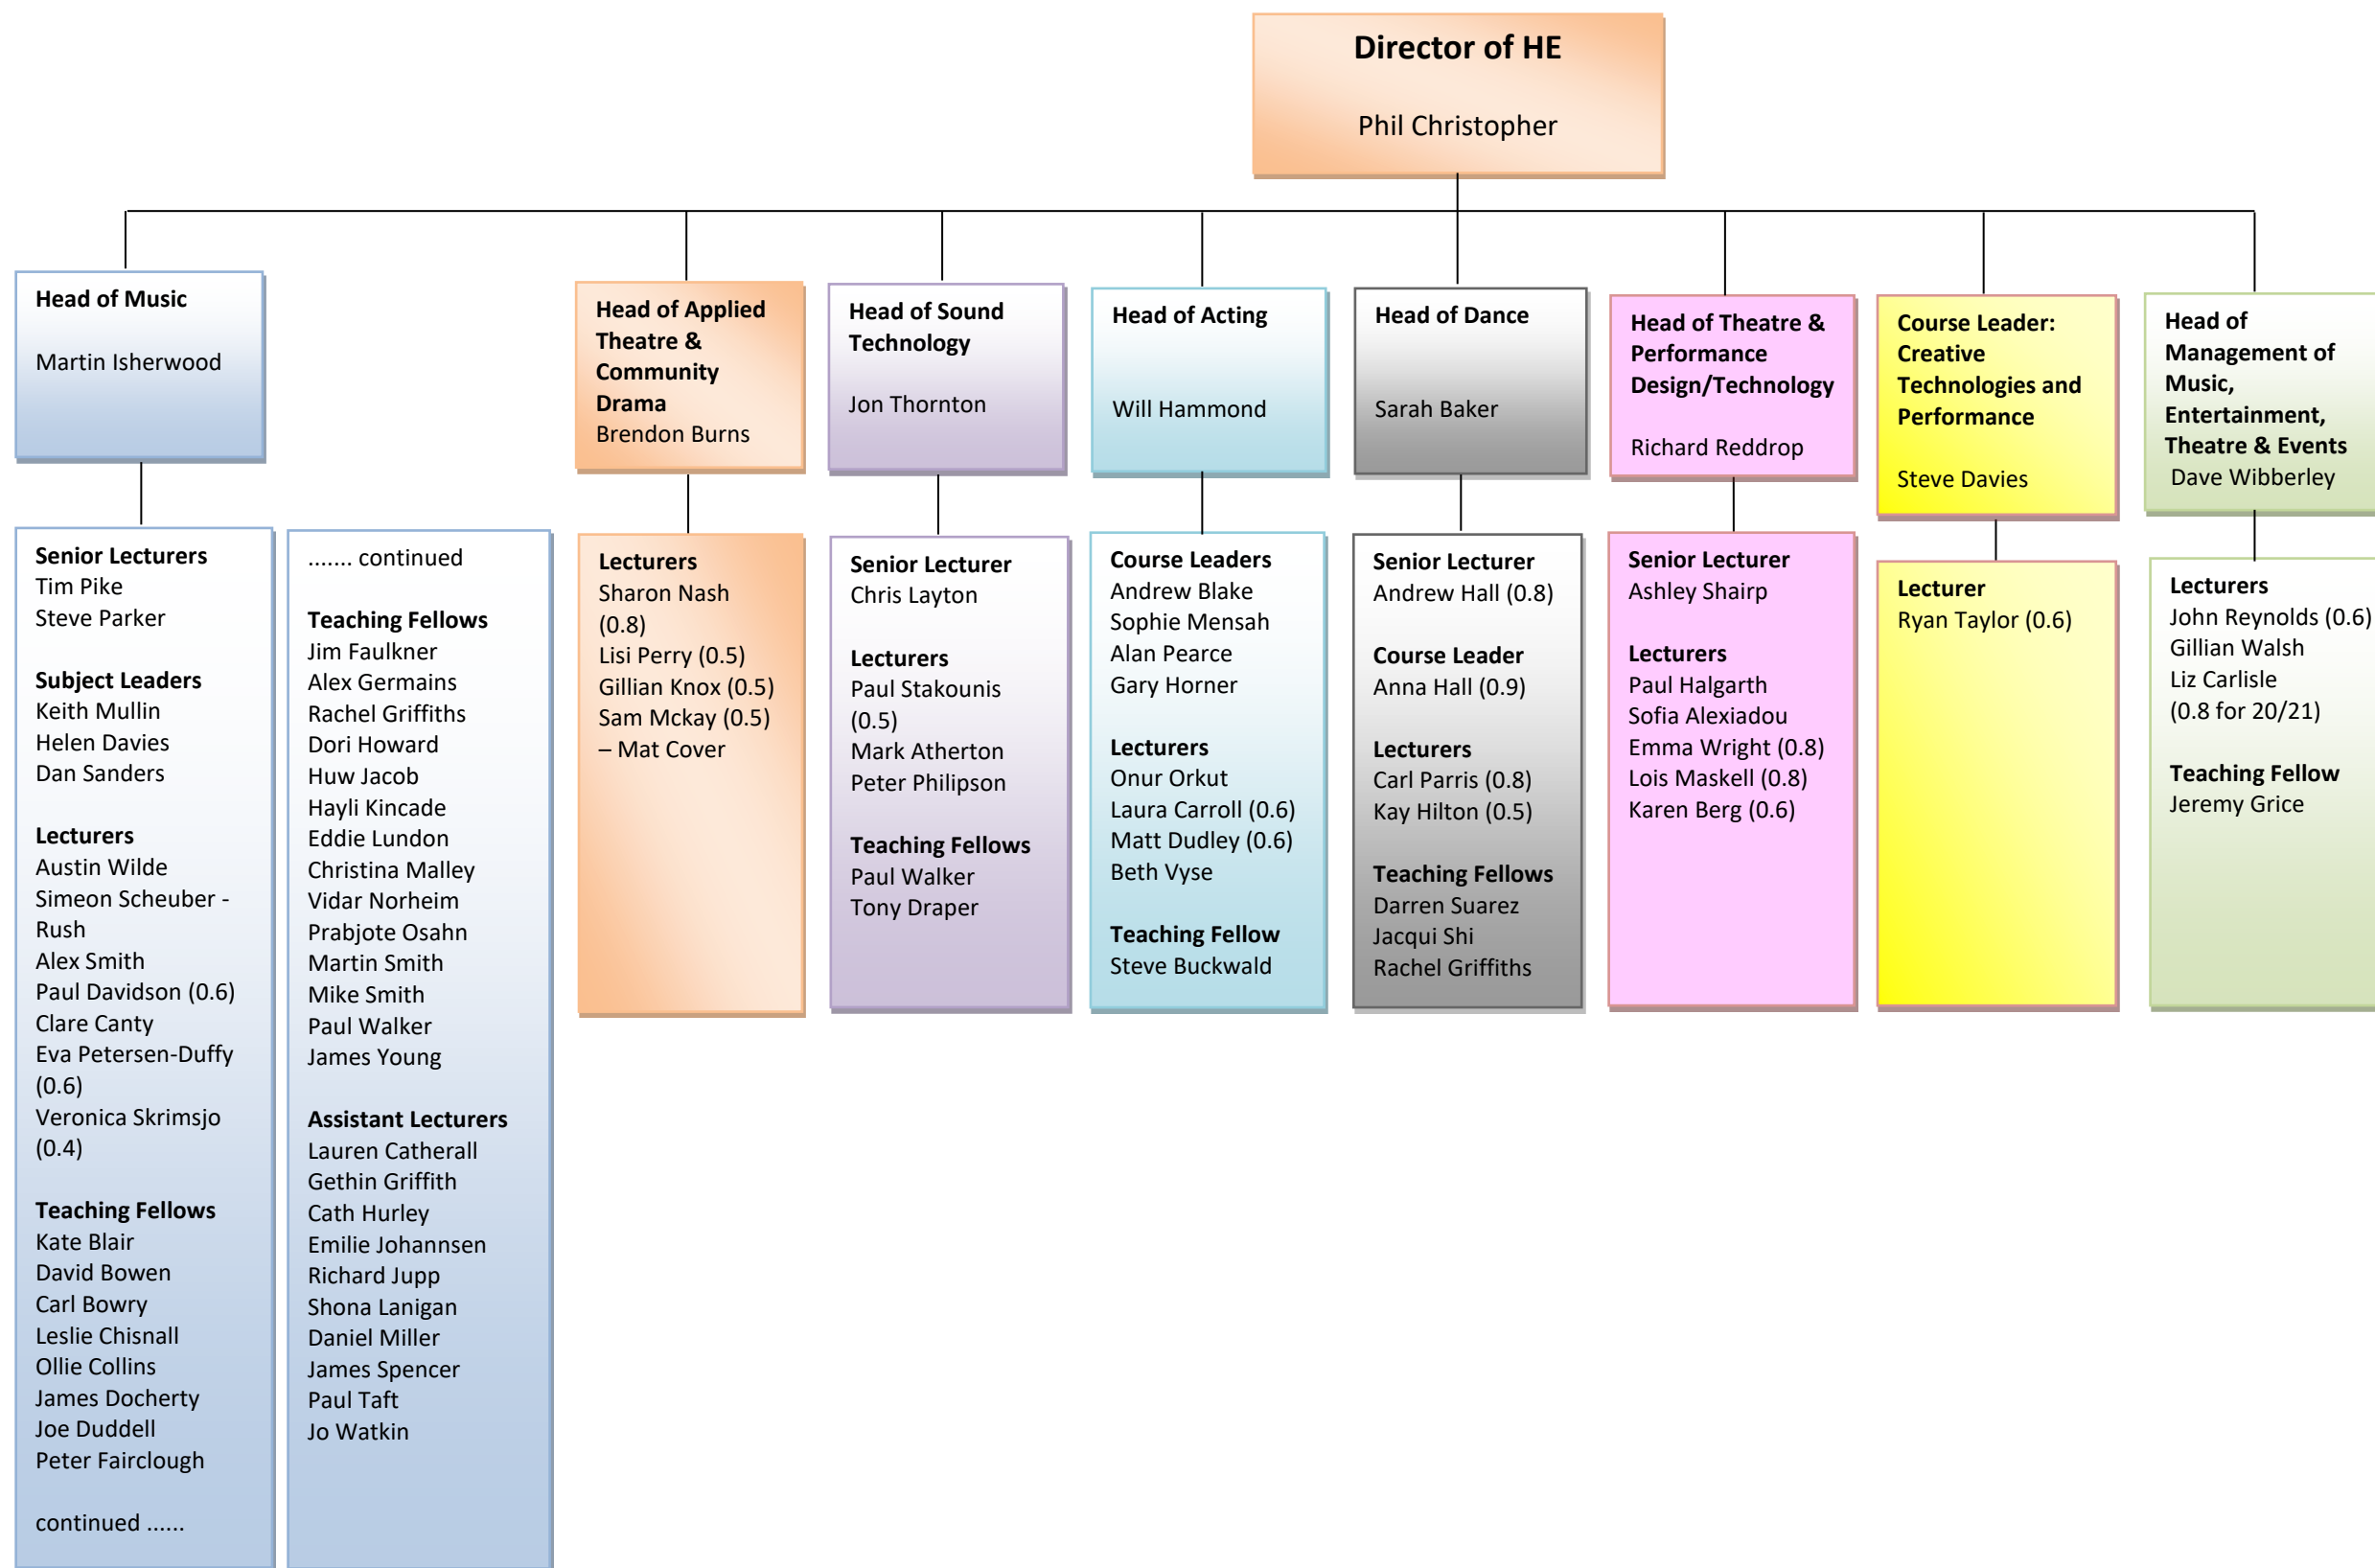 Director of HE
Phil Christopher
Head of Music
Martin Isherwood
Senior Lecturers
Tim Pike
Steve Parker
Subject Leaders
Keith Mullin
Helen Davies
Dan Sanders
Lecturers
Austin Wilde
Simeon Scheuber -
Rush
Alex Smith
Paul Davidson (0.6)
Clare Canty
Eva Petersen-Duffy
(0.6)
Veronica Skrimsjo
(0.4)
Teaching Fellows
Kate Blair
David Bowen
Carl Bowry
Leslie Chisnall
Ollie Collins
James Docherty
Joe Duddell
Peter Fairclough
continued ......
....... continued
Teaching Fellows
Jim Faulkner
Alex Germains
Rachel Griffiths
Dori Howard
Huw Jacob
Hayli Kincade
Eddie Lundon
Christina Malley
Vidar Norheim
Prabjote Osahn
Martin Smith
Mike Smith
Paul Walker
James Young
Assistant Lecturers
Lauren Catherall
Gethin Griffith
Cath Hurley
Emilie Johannsen
Richard Jupp
Shona Lanigan
Daniel Miller
James Spencer
Paul Taft
Jo Watkin
Head of Applied
Theatre &
Community
Drama
Brendon Burns
Lecturers
Sharon Nash
(0.8)
Lisi Perry (0.5)
Gillian Knox (0.5)
Sam Mckay (0.5)
– Mat Cover
Head of Sound
Technology
Jon Thornton
Senior Lecturer
Chris Layton
Lecturers
Paul Stakounis
(0.5)
Mark Atherton
Peter Philipson
Teaching Fellows
Paul Walker
Tony Draper
Head of Acting
Will Hammond
Course Leaders
Andrew Blake
Sophie Mensah
Alan Pearce
Gary Horner
Lecturers
Onur Orkut
Laura Carroll (0.6)
Matt Dudley (0.6)
Beth Vyse
Teaching Fellow
Steve Buckwald
Head of Dance
Sarah Baker
Senior Lecturer
Andrew Hall (0.8)
Course Leader
Anna Hall (0.9)
Lecturers
Carl Parris (0.8)
Kay Hilton (0.5)
Teaching Fellows
Darren Suarez
Jacqui Shi
Rachel Griffiths
Head of Theatre &
Performance
Design/Technology
Richard Reddrop
Senior Lecturer
Ashley Shairp
Lecturers
Paul Halgarth
Sofia Alexiadou
Emma Wright (0.8)
Lois Maskell (0.8)
Karen Berg (0.6)
Course Leader:
Creative
Technologies and
Performance
Steve Davies
Lecturer
Ryan Taylor (0.6)
Head of
Management of
Music,
Entertainment,
Theatre & Events
Dave Wibberley
Lecturers
John Reynolds (0.6)
Gillian Walsh
Liz Carlisle
(0.8 for 20/21)
Teaching Fellow
Jeremy Grice